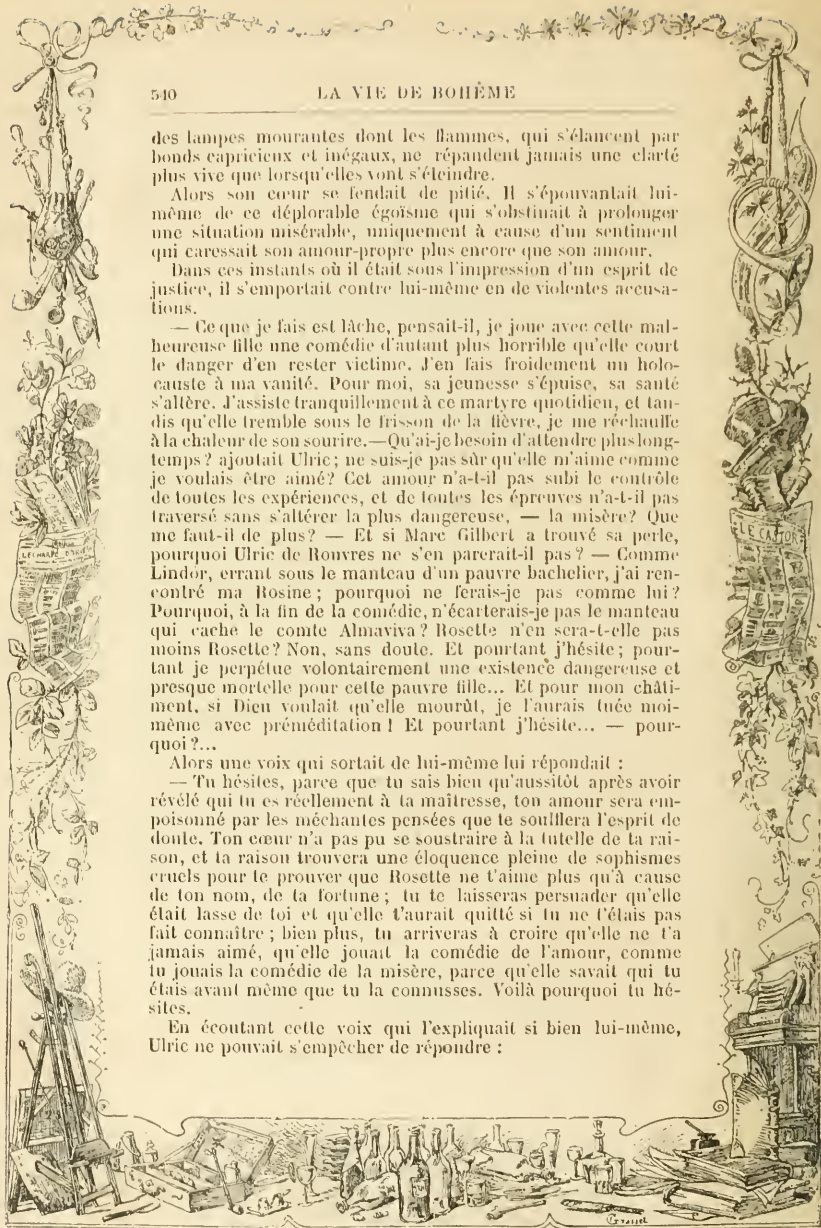 540
LA VIE DE BOHÈME
des lampes mourantes dont les flammes, qui s'élancent par
bonds capricieux et inégaux, ne répandent jamais une clarté
plus vive que lorsqu'elles vont s'éteindre.
Alors son cœur se fendait de pitié. Il s'épouvantait lui-
même de ce déplorable égoïsme qui s'obstinait à prolonger
une situation misérable, uniquement à cause d'un sentiment
qui caressait son amour-propre plus encore que son amour.
Dans ces instants où il était sous l'impression d'un esprit de
justice, il s'emportait contre lui-même en de violentes accusa-
tions.
— Ce que je fais est lâche, pensait-il, je joue avec cette mal-
heureuse fille une comédie d'autant plus horrible qu'elle court
le danger d'en rester victime. J'en fais froidement un holo-
causte à ma vanité. Pour moi, sa jeunesse s'épuise, sa santé
s'altère. J'assiste tranquillement à ce martyre quotidien, et tan-
dis qu'elle tremble sous le frisson de la fièvre, je me réchauffe
à la chaleur de son sourire.—Qu'ai-je besoin d'attendre plus long-
temps? ajoutait Ulric; ne suis-je pas sûr qu'elle m'aime comme
je voulais être aimé? Cet amour n'a-t-il pas subi le contrôle
de toutes les expériences, et de toutes les épreuves n'a-t-il pas
traversé sans s'altérer la plus dangereuse, — la misère? Que
me faut-il de plus? — Et si Marc Gilbert a trouvé sa perle,
pourquoi Ulric de Rouvres ne s'en parerait-il pas? — Comme
Lindor, errant sous le manteau d'un pauvre bachelier, j'ai ren-
contré ma Rosine; pourquoi ne ferais-je pas comme lui?
Pourquoi, à la fin de la comédie, n'écarterais-je pas le manteau
qui cache le comte Almaviva? Rosette n'en sera-t-elle pas
moins Rosette? Non, sans doute. Et pourtant j'hésite; pour-
tant je perpétue volontairement une existence dangereuse et
presque mortelle pour cette pauvre fille... Et pour mon châti-
ment, si Dieu voulait qu'elle mourût, je l'aurais tuée moi-
même avec préméditation! Et pourtant j'hésite... — pour-
quoi?...
Alors une voix qui sortait de lui-même lui répondait :
— Tu hésites, parce que tu sais bien qu'aussitôt après avoir
révélé qui tu es réellement à ta maîtresse, ton amour sera em-
poisonné par les méchantes pensées que te soufflera l'esprit de
doute. Ton cœur n'a pas pu se soustraire à la tutelle de ta rai-
son, et ta raison trouvera une éloquence pleine de sophismes
cruels pour te prouver que Rosette ne t'aime plus qu'à cause
de ton nom, de ta fortune; tu te laisseras persuader qu'elle
était lasse de toi et qu'elle t'aurait quitté si tu ne t'étais pas
fait connaître; bien plus, tu arriveras à croire qu'elle ne t'a
jamais aimé, qu'elle jouait la comédie de l'amour, comme
tu jouais la comédie de la misère, parce qu'elle savait qui tu
étais avant même que tu la connusses. Voilà pourquoi tu hé-
sites.
En écoutant cette voix qui l'expliquait si bien lui-même,
Ulric ne pouvait s'empêcher de répondre :
LE CASTOR